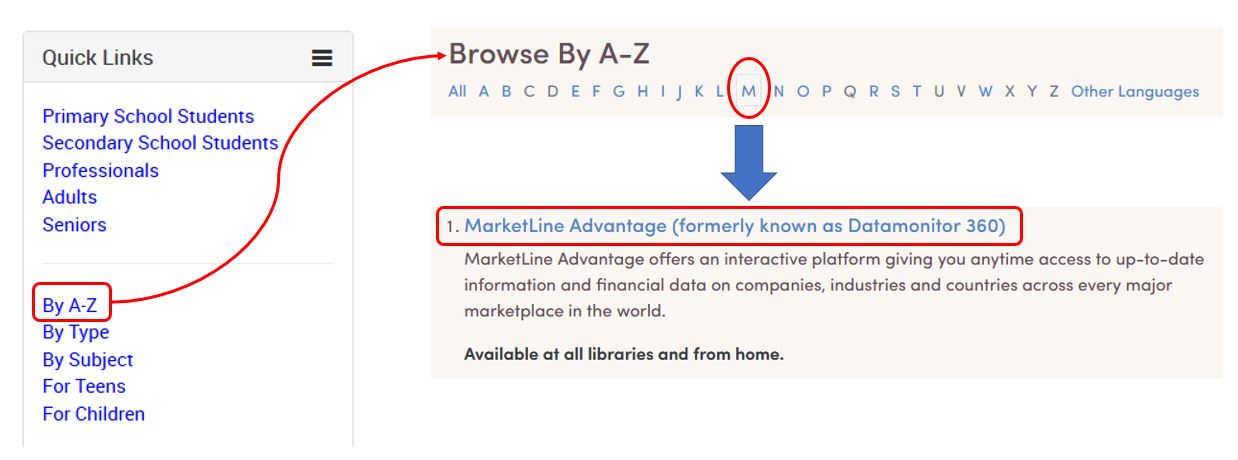 Quick Links
Primary School Students
Secondary School Students
Professionals
Adults
Seniors
By A-Z
By Type
By Subject
For Teens
For Children
Browse By A-Z
All A B C D E F G H I J K L M N O P Q R S T U V W X Y Z Other Languages
1. MarketLine Advantage (formerly known as Datamonitor 360)
MarketLine Advantage offers an interactive platform giving you anytime access to up-to-date
information and financial data on companies, industries and countries across every major
marketplace in the world.
Available at all libraries and from home.